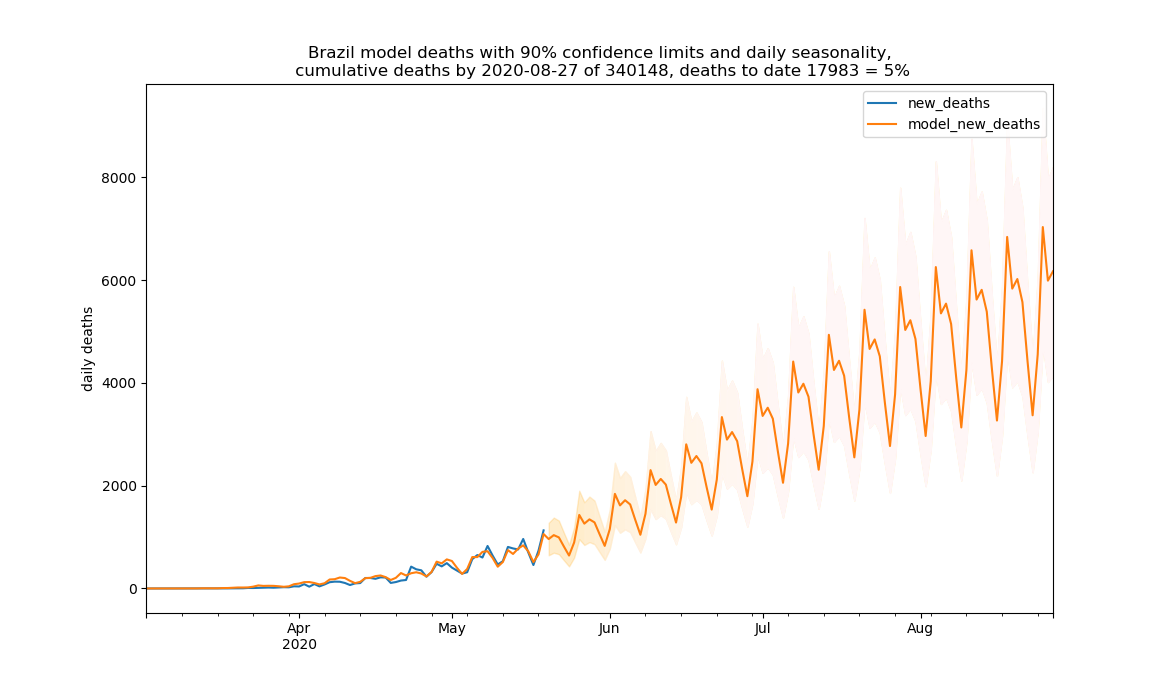 Brazil model deaths with 90% confidence limits and daily seasonality,
cumulative deaths by 2020-08-27 of 340148, deaths to date 17983 = 5%
new_deaths
model_new_deaths
daily deaths
8000
6000
4000
2000
0
Apr
2020
May
Jun
Jul
Aug